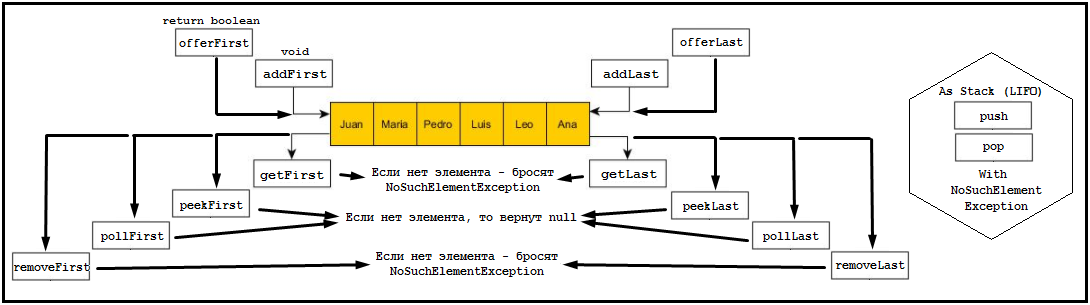 return boolean
offerFirst
offerLast
void
addFirst
addLast
As Stack (LIFO)
push
pop
With
NoSuchElement
Exception
Juan Maria Pedro Luis Leo Ana
getFirst
Если нет элемента - бросят
NoSuchElementException
getLast
peekFirst
Если нет элемента, то вернут null
peekLast
pollFirst
pollLast
removeFirst
Если нет элемента - бросят
NoSuchElementException
removeLast